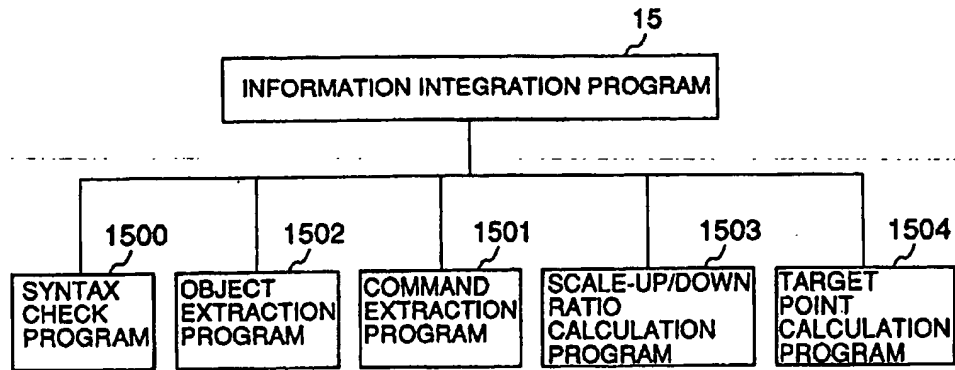 15
INFORMATION INTEGRATION PROGRAM
1500
SYNTAX
CHECK
PROGRAM
1502
OBJECT
EXTRACTION
PROGRAM
1501
COMMAND
EXTRACTION
PROGRAM
1503
SCALE-UP/DOWN
RATIO
CALCULATION
PROGRAM
1504
TARGET
POINT
CALCULATION
PROGRAM